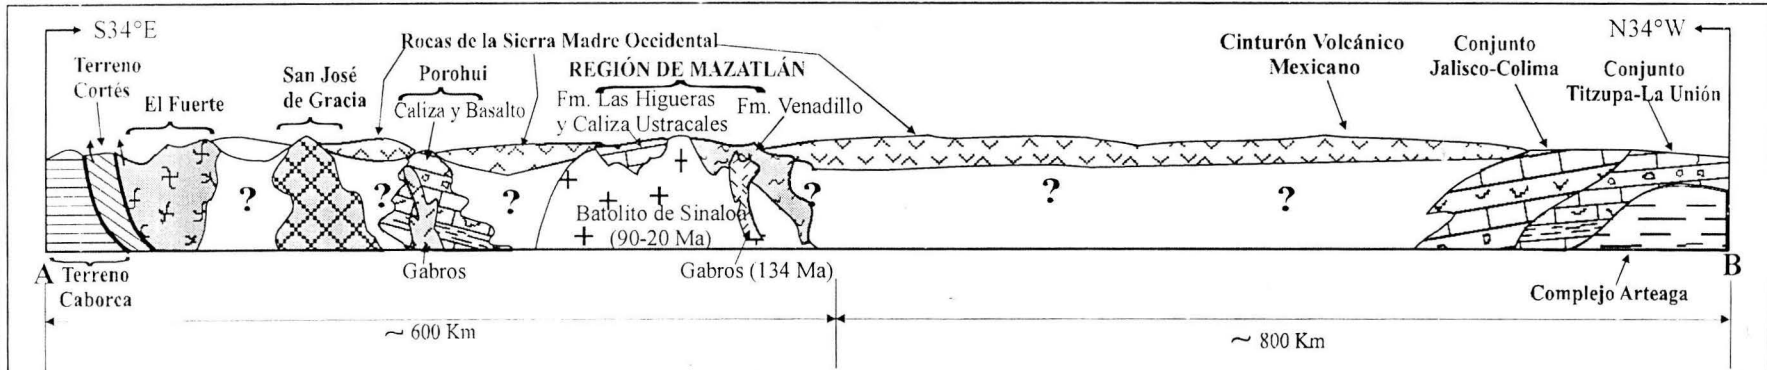 S34°E
N34°W
Rocas de la Sierra Madre Occidental
Terreno
Cortés
El Fuerte
San José
de Gracia
Porohui
Caliza y Basalto
REGIÓN DE MAZATLÁN
Fm. Las Higueras
y Caliza Ustracales
Fm. Venadillo
Cinturón Volcánico
Mexicano
Conjunto
Jalisco-Colima
Conjunto
Titzupa-La Unión
?
?
?
?
?
?
Batolito de Sinaloa
(90-20 Ma)
A
Terreno
Caborca
Gabros
Gabros (134 Ma)
Complejo Arteaga
B
~ 600 Km
~ 800 Km